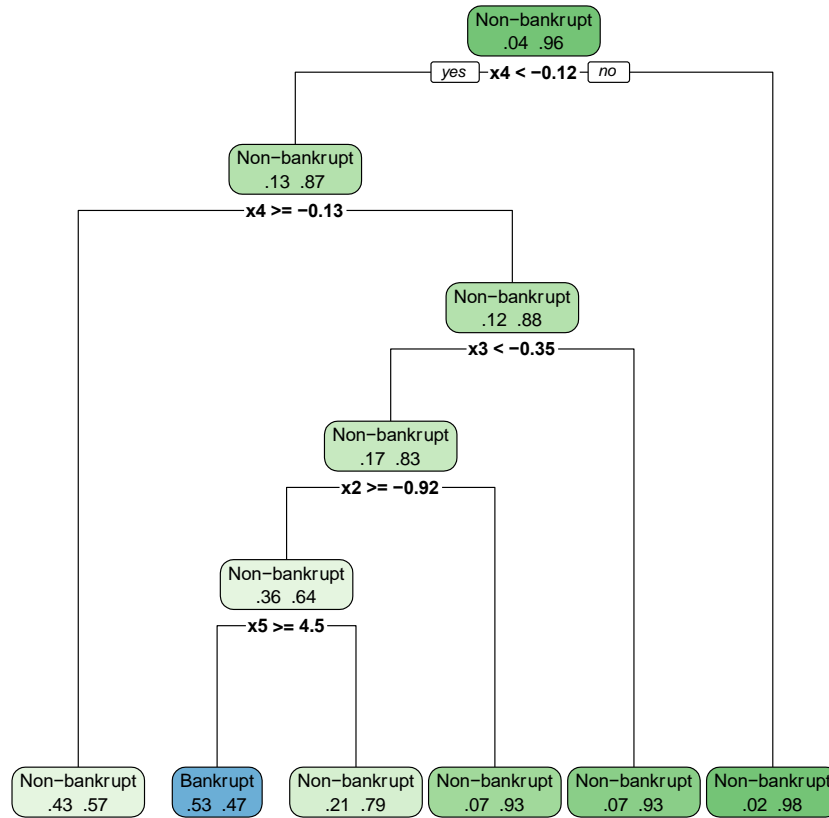 Non−bankrupt
.04 .96
yes x4 < −0.12 no
Non−bankrupt
.13 .87
x4 >= −0.13
Non−bankrupt
.12 .88
x3 < −0.35
Non−bankrupt
.17 .83
x2 >= −0.92
Non−bankrupt
.36 .64
x5 >= 4.5
Non−bankrupt
.43 .57
Bankrupt
.53 .47
Non−bankrupt
.21 .79
Non−bankrupt
.07 .93
Non−bankrupt
.07 .93
Non−bankrupt
.02 .98